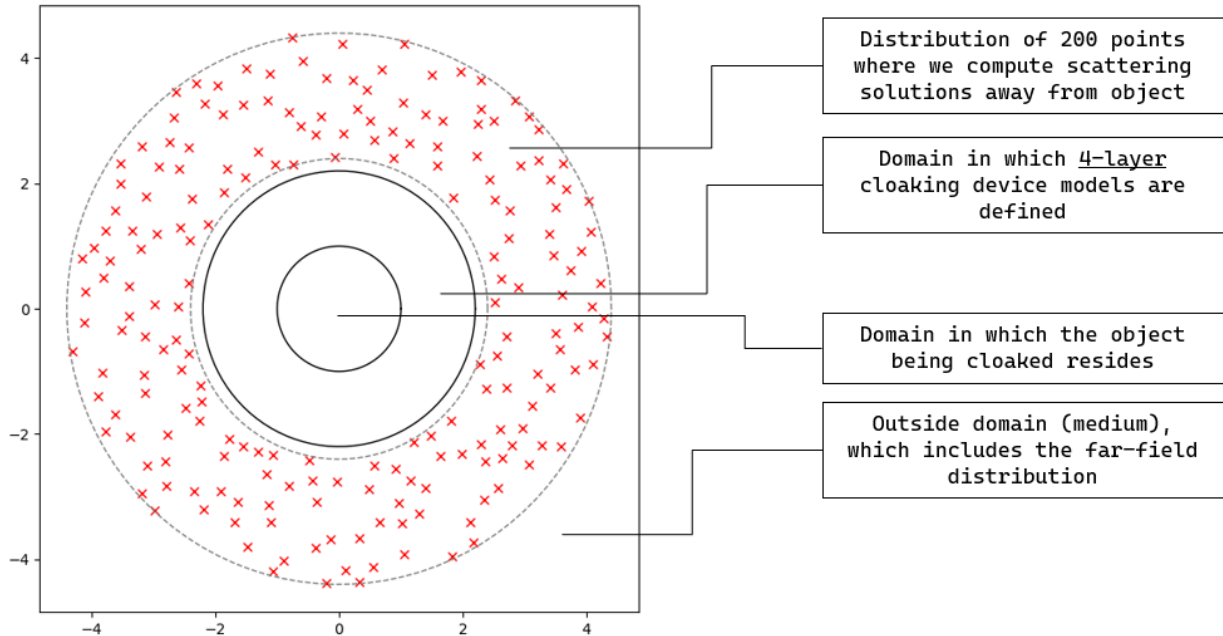 Distribution of 200 points
where we compute scattering
solutions away from object
Domain in which 4-layer
cloaking device models are
defined
Domain in which the object
being cloaked resides
Outside domain (medium),
which includes the far-field
distribution
4
2
0
−2
−4
−4
−2
0
2
4